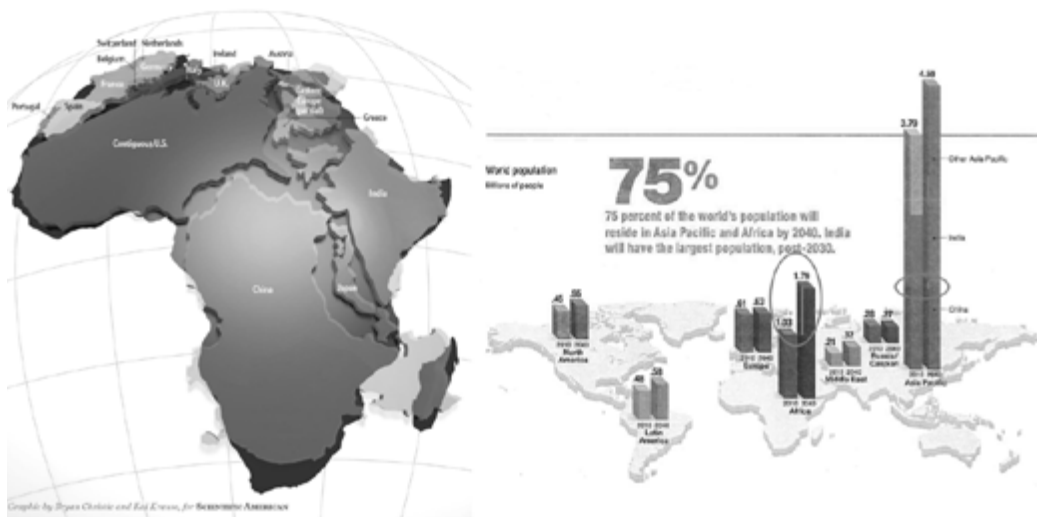 Switzerland Netherlands
Belgium
Ireland
Austria
France
U.K.
Portugal
Spain
Greece
Contiguous U.S.
Eastern
Europe
India
China
Japan
Graphic by Bryan Christie and Kai Krause, for SCIENTIFIC AMERICAN
World population
Billions of people
75%
75 percent of the world's population will
reside in Asia Pacific and Africa by 2040. India
will have the largest population, post-2030.
3.79
4.58
Other Asia Pacific
India
China
2010 2040
Asia Pacific
.45 .55
2010 2040
North
America
.48 .58
2010 2040
Latin
America
.61 .63
2010 2040
Europe
1.03 1.79
2010 2040
Africa
.21 .37
2010 2040
Middle East
2010 2040
Russia/
Caspian